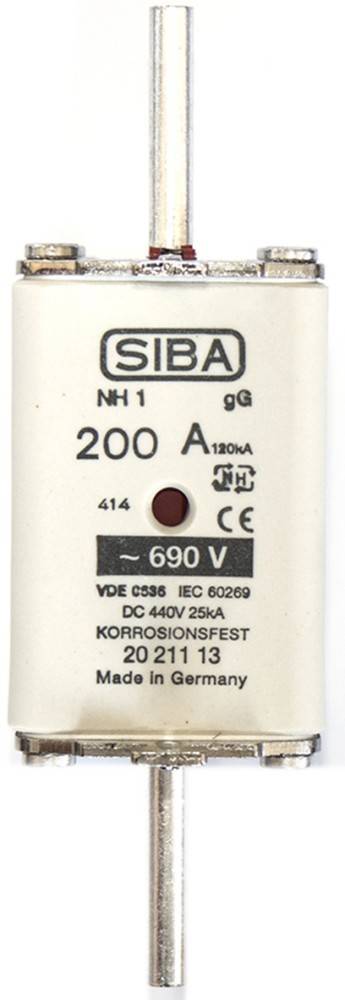 SIBA
NH 1 gG
200 A 120kA
NH
414 CE
~ 690 V
VDE 0636 IEC 60269
DC 440V 25kA
KORROSIONSFEST
20 211 13
Made in Germany